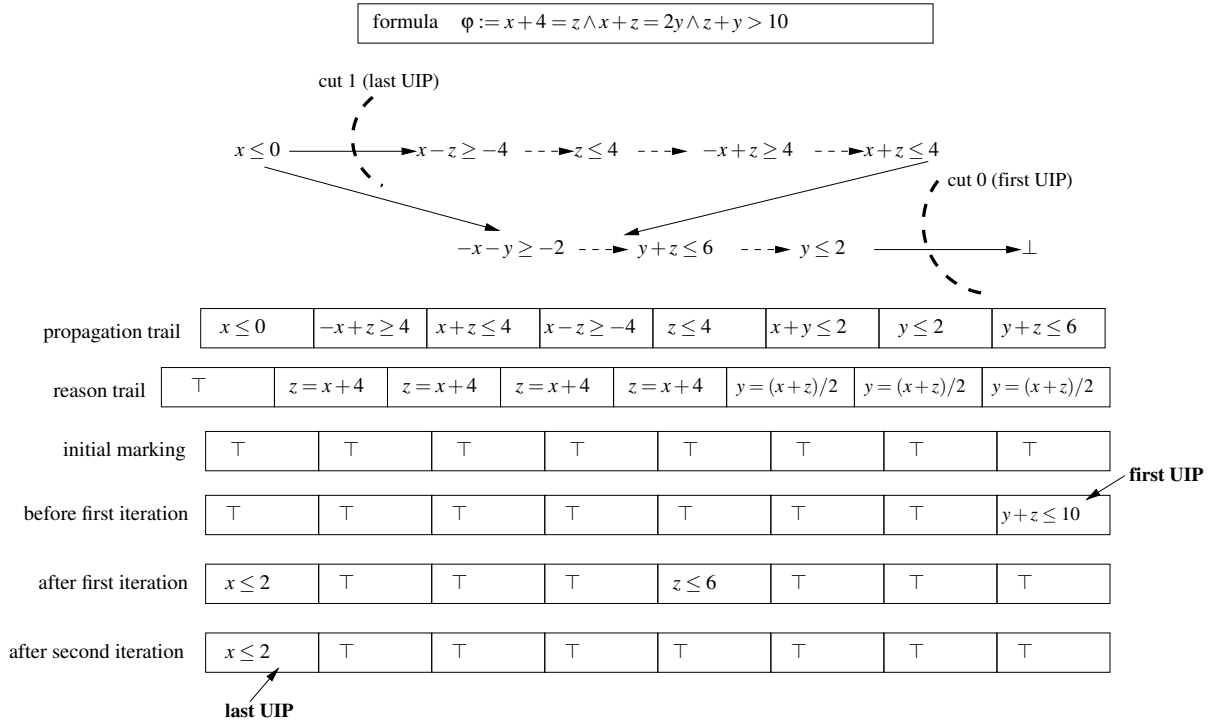 formula φ := x + 4 = z ∧ x + z = 2y ∧ z + y > 10
cut 1 (last UIP)
x ≤ 0 x − z ≥ −4 z ≤ 4 −x + z ≥ 4 x + z ≤ 4
cut 0 (first UIP)
−x − y ≥ −2 y + z ≤ 6 y ≤ 2 ⊥
propagation trail x ≤ 0 −x + z ≥ 4 x + z ≤ 4 x − z ≥ −4 z ≤ 4 x + y ≤ 2 y ≤ 2 y + z ≤ 6
reason trail ⊤ z = x + 4 z = x + 4 z = x + 4 z = x + 4 y = (x + z)/2 y = (x + z)/2 y = (x + z)/2
initial marking ⊤ ⊤ ⊤ ⊤ ⊤ ⊤ ⊤ ⊤
first UIP
before first iteration ⊤ ⊤ ⊤ ⊤ ⊤ ⊤ ⊤ y + z ≤ 10
after first iteration x ≤ 2 ⊤ ⊤ ⊤ z ≤ 6 ⊤ ⊤ ⊤
after second iteration x ≤ 2 ⊤ ⊤ ⊤ ⊤ ⊤ ⊤ ⊤
last UIP